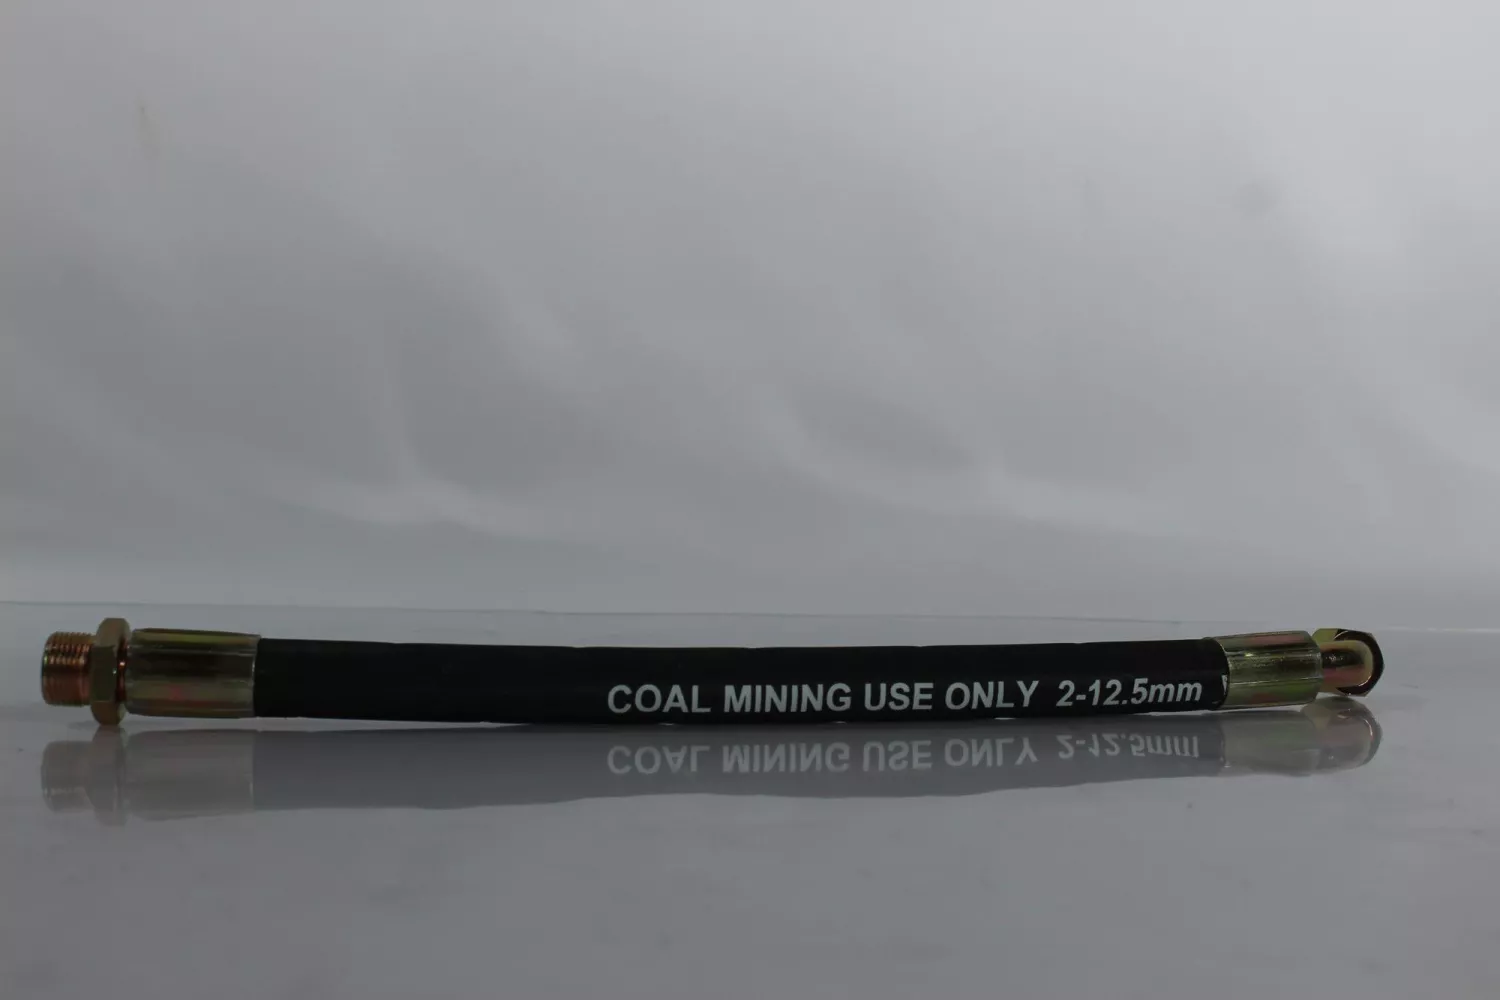 COAL MINING USE ONLY 2-12.5mm